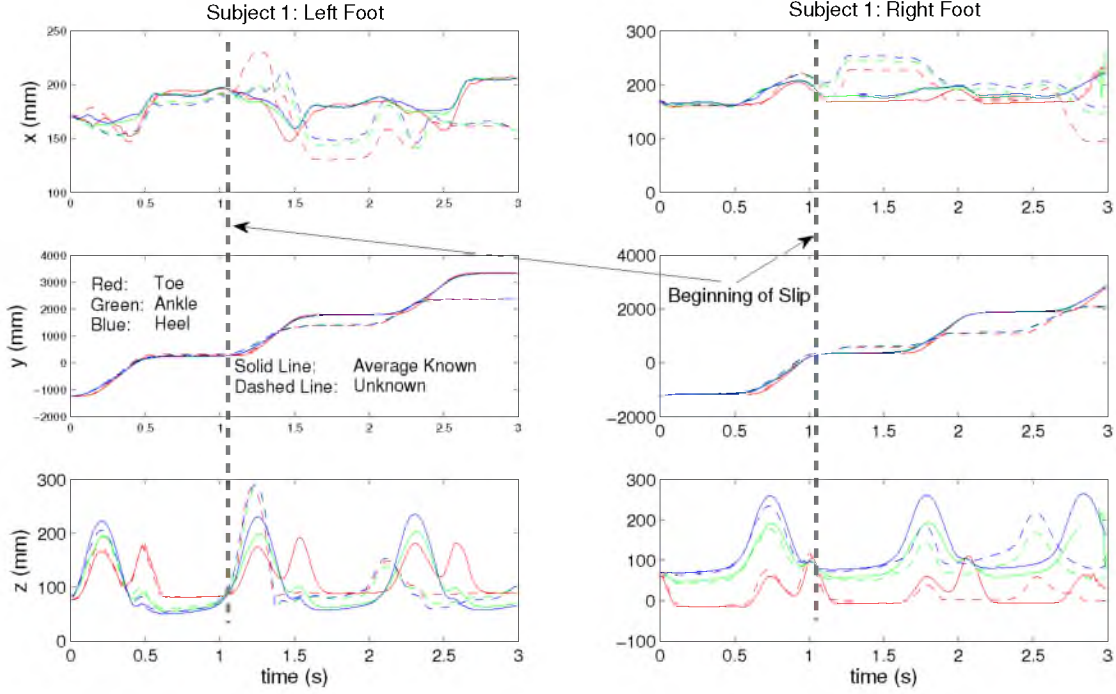 Subject 1: Left Foot
Subject 1: Right Foot
x (mm)
250
200
150
100
0 0.5 1 1.5 2 2.5 3
300
200
100
0
0 0.5 1 1.5 2 2.5 3
y (mm)
4000
3000
2000
1000
0
−1000
−2000
Red: Toe
Green: Ankle
Blue: Heel
Solid Line: Average Known
Dashed Line: Unknown
0 0.5 1 1.5 2 2.5 3
Beginning of Slip
4000
2000
0
−2000
0 0.5 1 1.5 2 2.5 3
z (mm)
300
200
100
0
0 0.5 1 1.5 2 2.5 3
time (s)
300
200
100
0
−100
0 0.5 1 1.5 2 2.5 3
time (s)